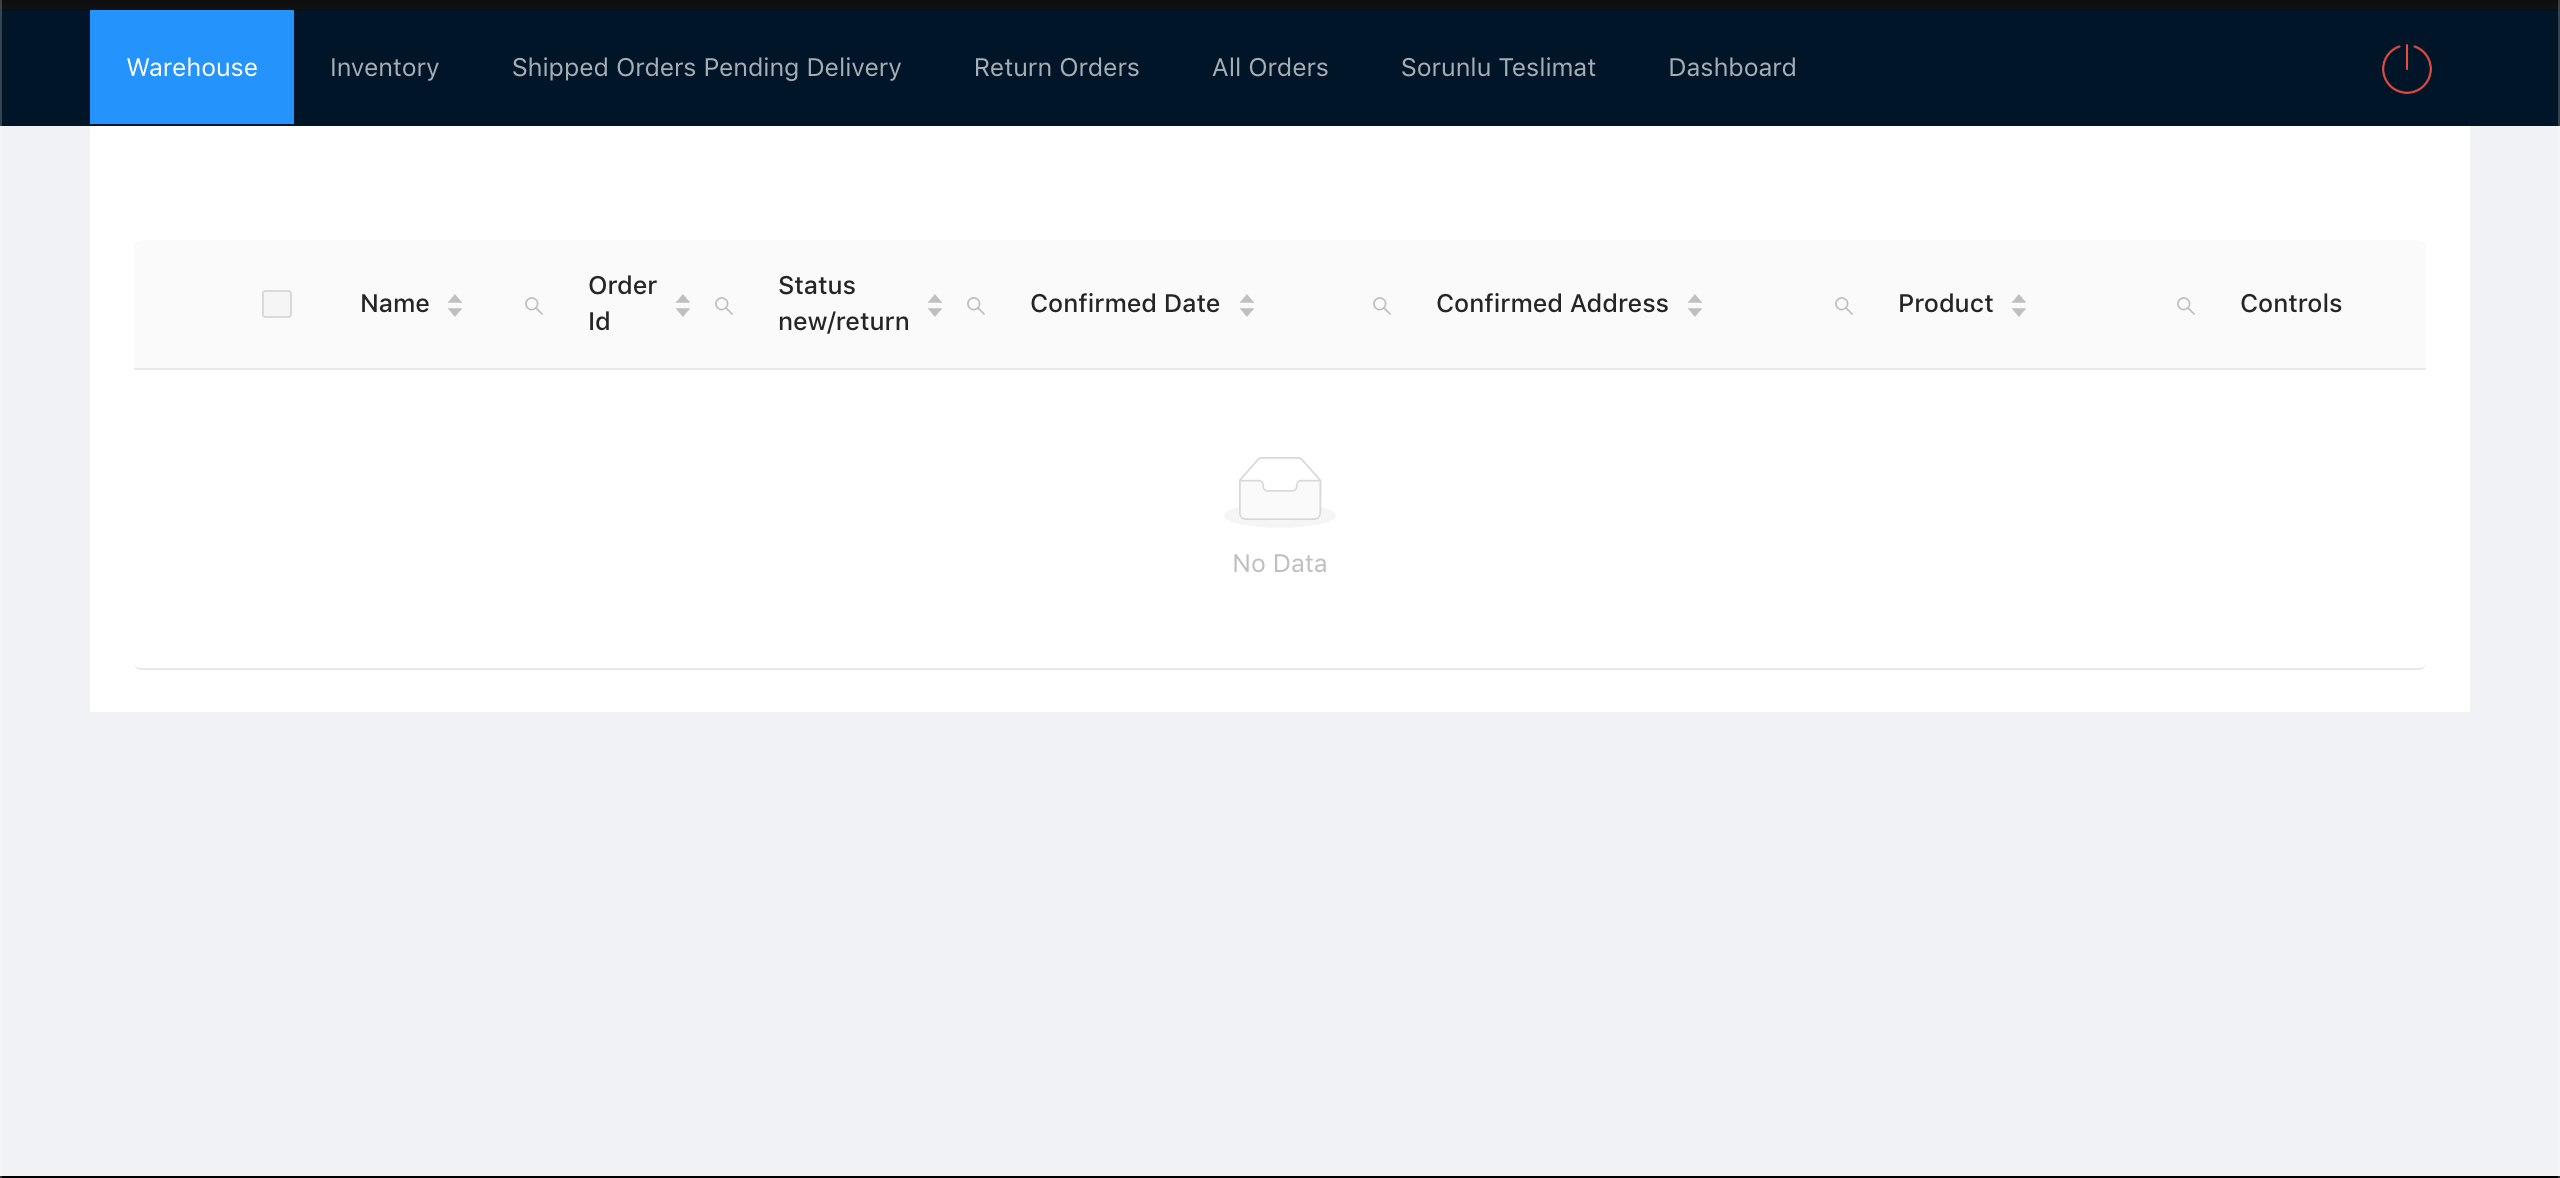 Warehouse Inventory Shipped Orders Pending Delivery Return Orders All Orders Sorunlu Teslimat Dashboard
Name Order Id Status new/return Confirmed Date Confirmed Address Product Controls
No Data